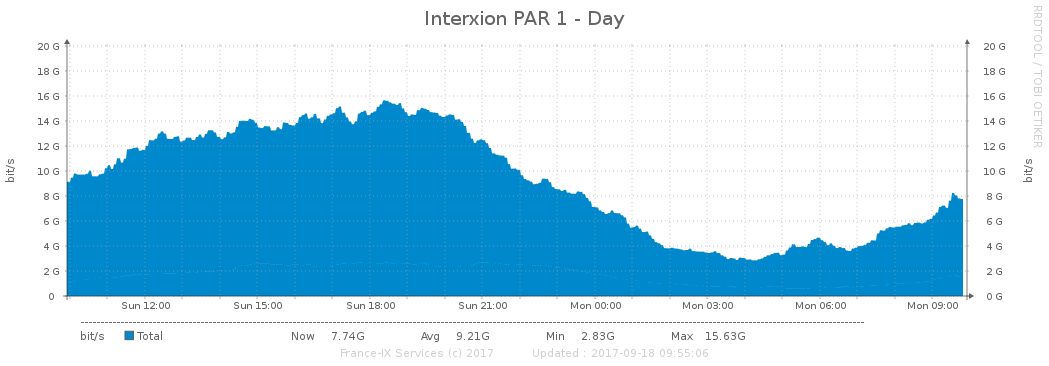 Interxion PAR 1 - Day
RRDTOOL / TOBI OETIKER
20 G 20 G
18 G 18 G
16 G 16 G
14 G 14 G
12 G 12 G
10 G 10 G
8 G 8 G
6 G 6 G
4 G 4 G
2 G 2 G
0 0 G
bit/s
bit/s
Sun 12:00 Sun 15:00 Sun 18:00 Sun 21:00 Mon 00:00 Mon 03:00 Mon 06:00 Mon 09:00
bit/s Total Now 7.74G Avg 9.21G Min 2.83G Max 15.63G
France-IX Services (c) 2017 Updated : 2017-09-18 09:55:06